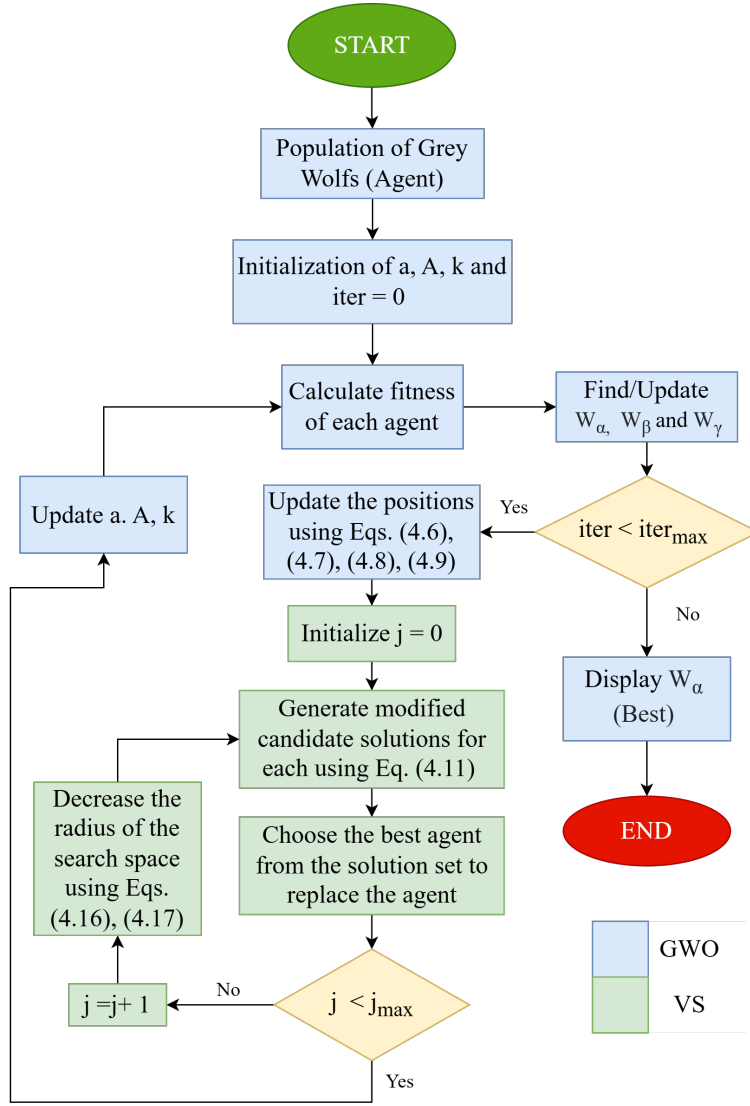 START
Population of Grey
Wolfs (Agent)
Initialization of a, A, k and
iter = 0
Calculate fitness
of each agent
Find/Update
Wα, Wβ and Wγ
Update a. A, k
Update the positions
using Eqs. (4.6),
(4.7), (4.8), (4.9)
Yes
iter < itermax
No
Initialize j = 0
Display Wα
(Best)
Generate modified
candidate solutions for
each using Eq. (4.11)
Decrease the
radius of the
search space
using Eqs.
(4.16), (4.17)
Choose the best agent
from the solution set to
replace the agent
END
j =j+ 1
No
j < jmax
Yes
GWO
VS